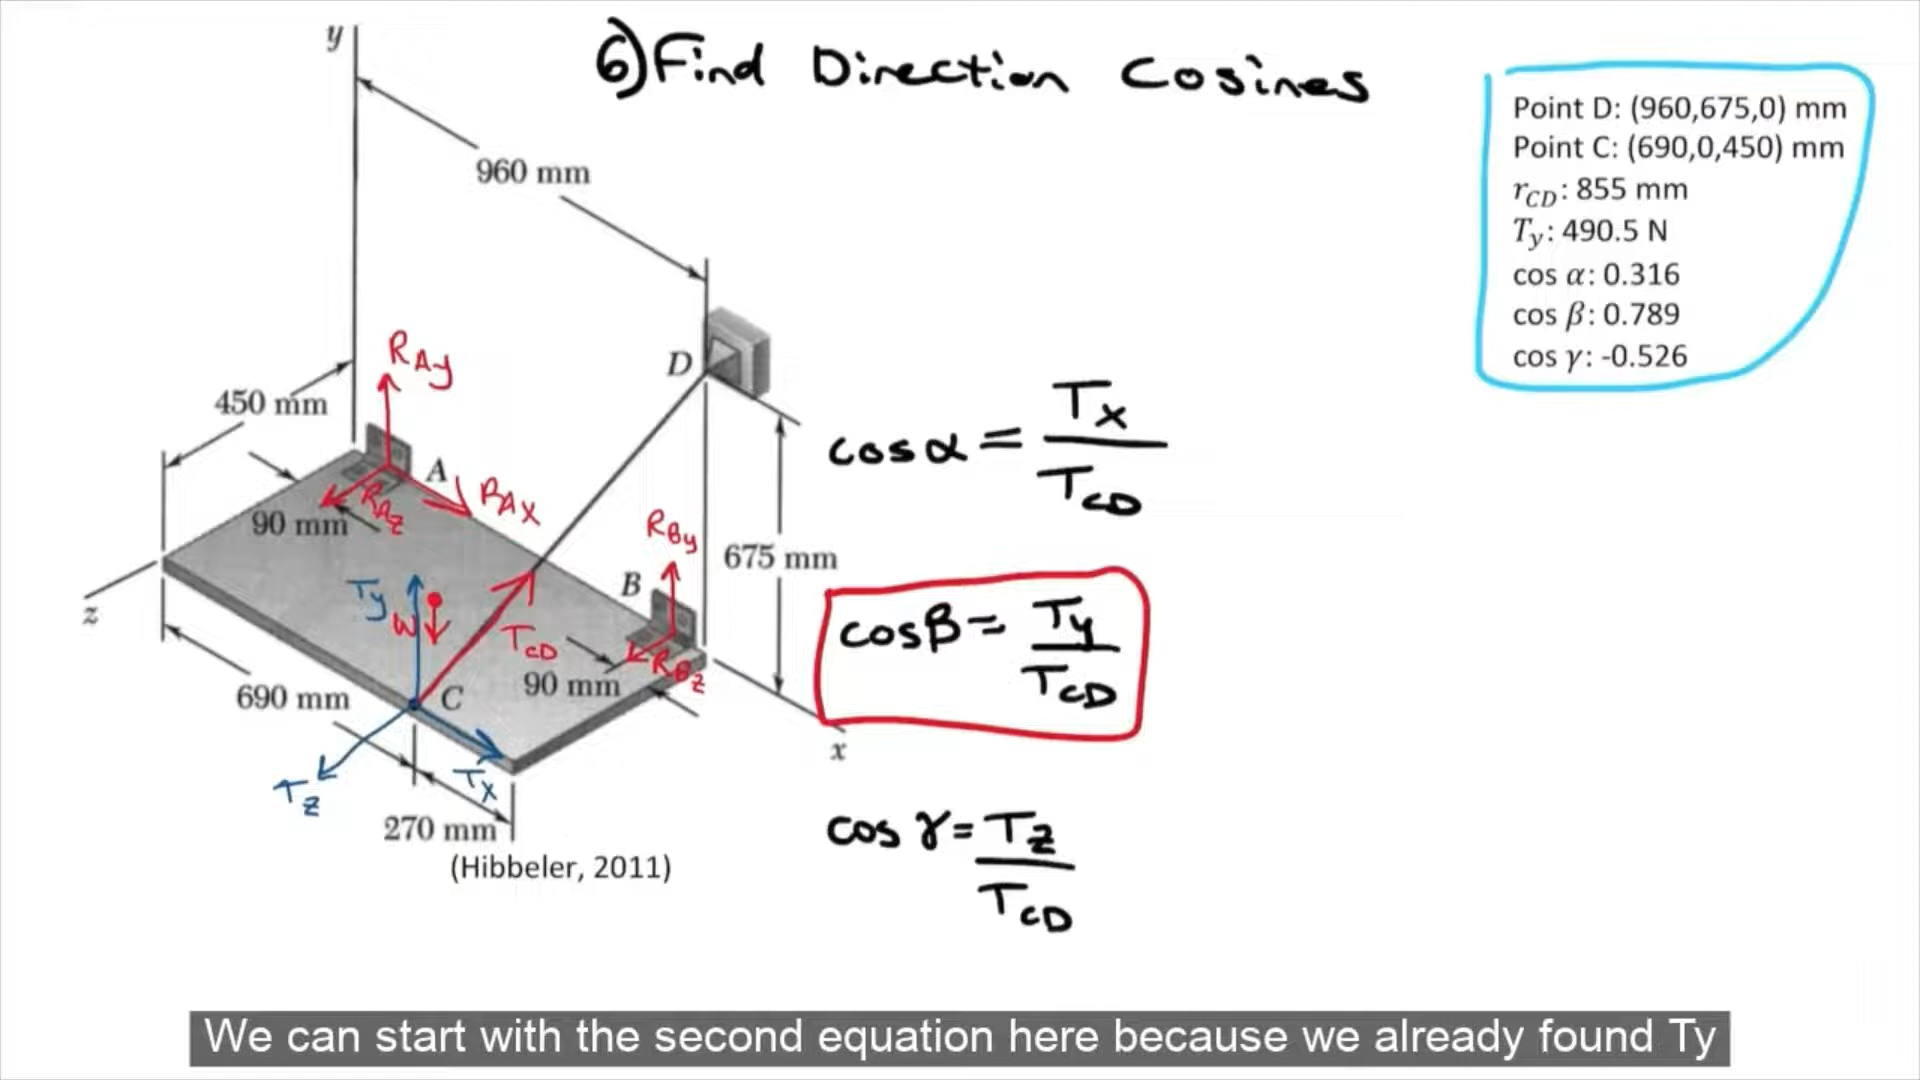 6) Find Direction Cosines
y
960 mm
Point D: (960,675,0) mm
Point C: (690,0,450) mm
r_CD: 855 mm
T_y: 490.5 N
cos α: 0.316
cos β: 0.789
cos γ: -0.526
R_Ay
D
450 mm
A
R_Ax
R_Az
90 mm
cos α = T_x / T_CD
R_By
675 mm
B
T_y
W
T_CD
R_Bz
90 mm
cos β = T_y / T_CD
z
690 mm
C
x
T_z
T_x
270 mm
(Hibbeler, 2011)
cos γ = T_z / T_CD
We can start with the second equation here because we already found Ty